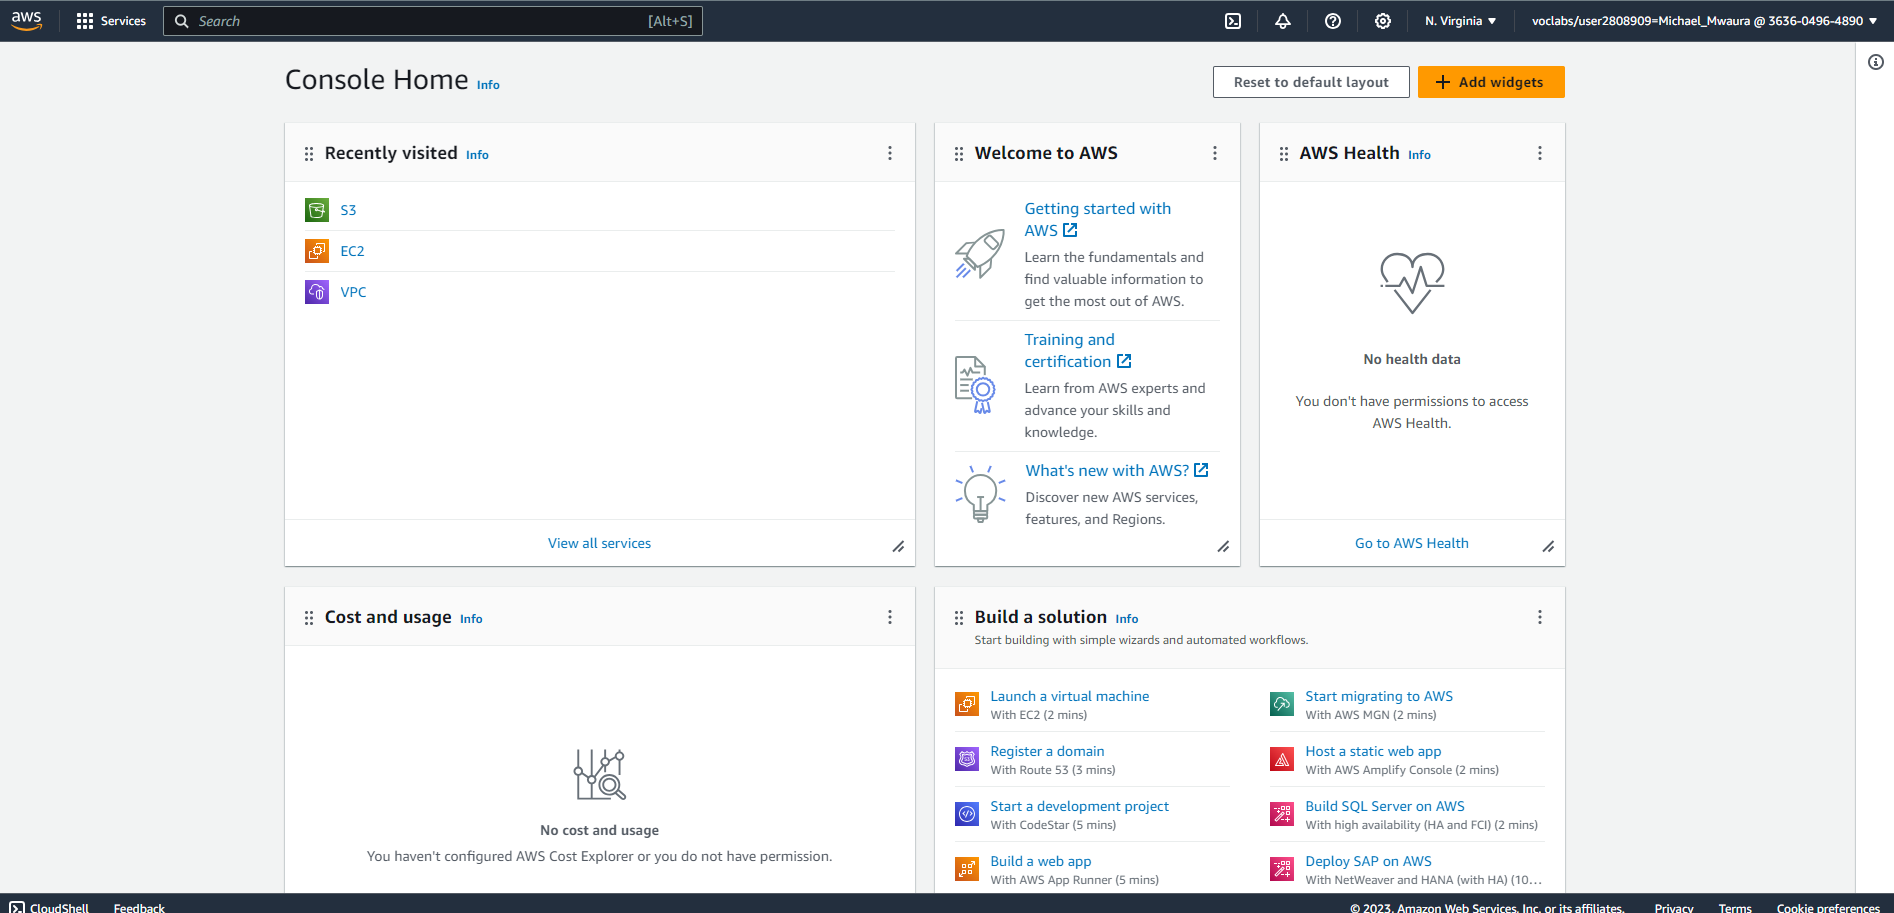 aws
Services
Search
[Alt+S]
N. Virginia
voclabs/user2808909=Michael_Mwaura @ 3636-0496-4890
Console Home Info
Reset to default layout
Add widgets
Recently visited Info
S3
EC2
VPC
View all services
Welcome to AWS
Getting started with
AWS
Learn the fundamentals and
find valuable information to
get the most out of AWS.
Training and
certification
Learn from AWS experts and
advance your skills and
knowledge.
What's new with AWS?
Discover new AWS services,
features, and Regions.
AWS Health Info
No health data
You don't have permissions to access
AWS Health.
Go to AWS Health
Cost and usage Info
No cost and usage
You haven't configured AWS Cost Explorer or you do not have permission.
Build a solution Info
Start building with simple wizards and automated workflows.
Launch a virtual machine
With EC2 (2 mins)
Start migrating to AWS
With AWS MGN (2 mins)
Register a domain
With Route 53 (3 mins)
Host a static web app
With AWS Amplify Console (2 mins)
Start a development project
With CodeStar (5 mins)
Build SQL Server on AWS
With high availability (HA and FCI) (2 mins)
Build a web app
With AWS App Runner (5 mins)
Deploy SAP on AWS
With NetWeaver and HANA (with HA) (10...
CloudShell
Feedback
© 2023, Amazon Web Services, Inc. or its affiliates.
Privacy
Terms
Cookie preferences